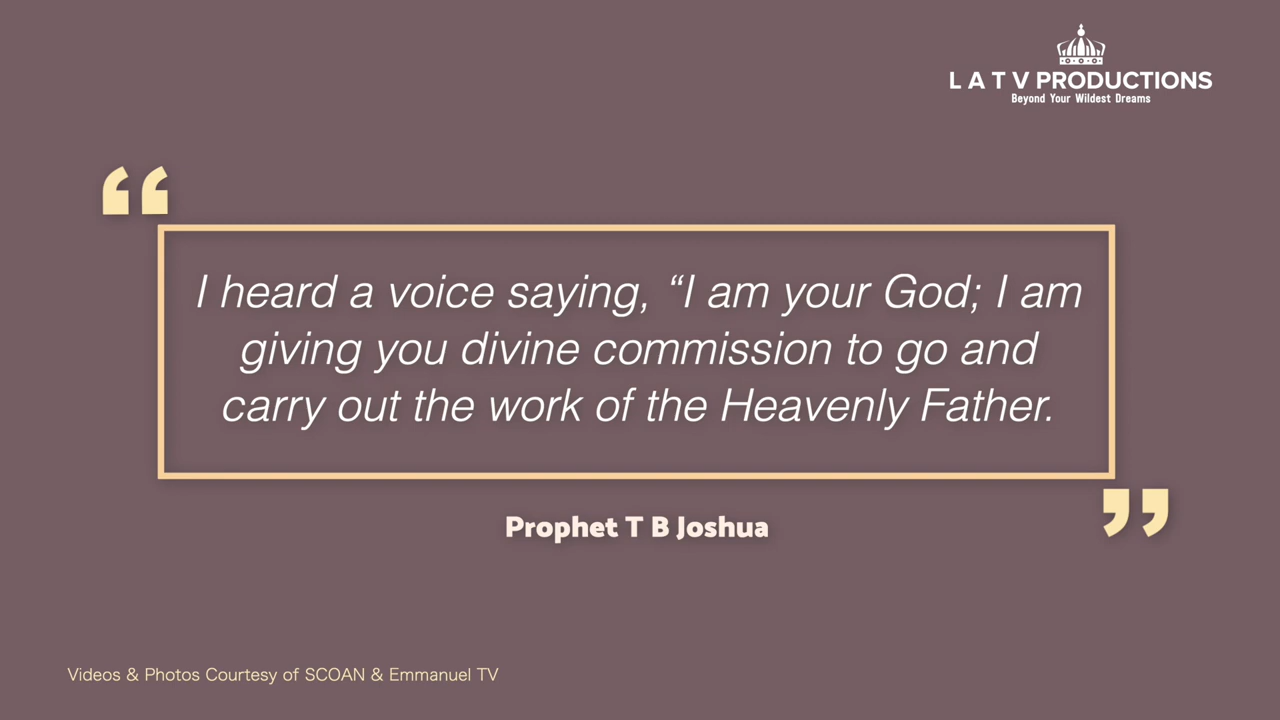 L A T V PRODUCTIONS
Beyond Your Wildest Dreams
“
I heard a voice saying, “I am your God; I am
giving you divine commission to go and
carry out the work of the Heavenly Father.
”
Prophet T B Joshua
Videos & Photos Courtesy of SCOAN & Emmanuel TV